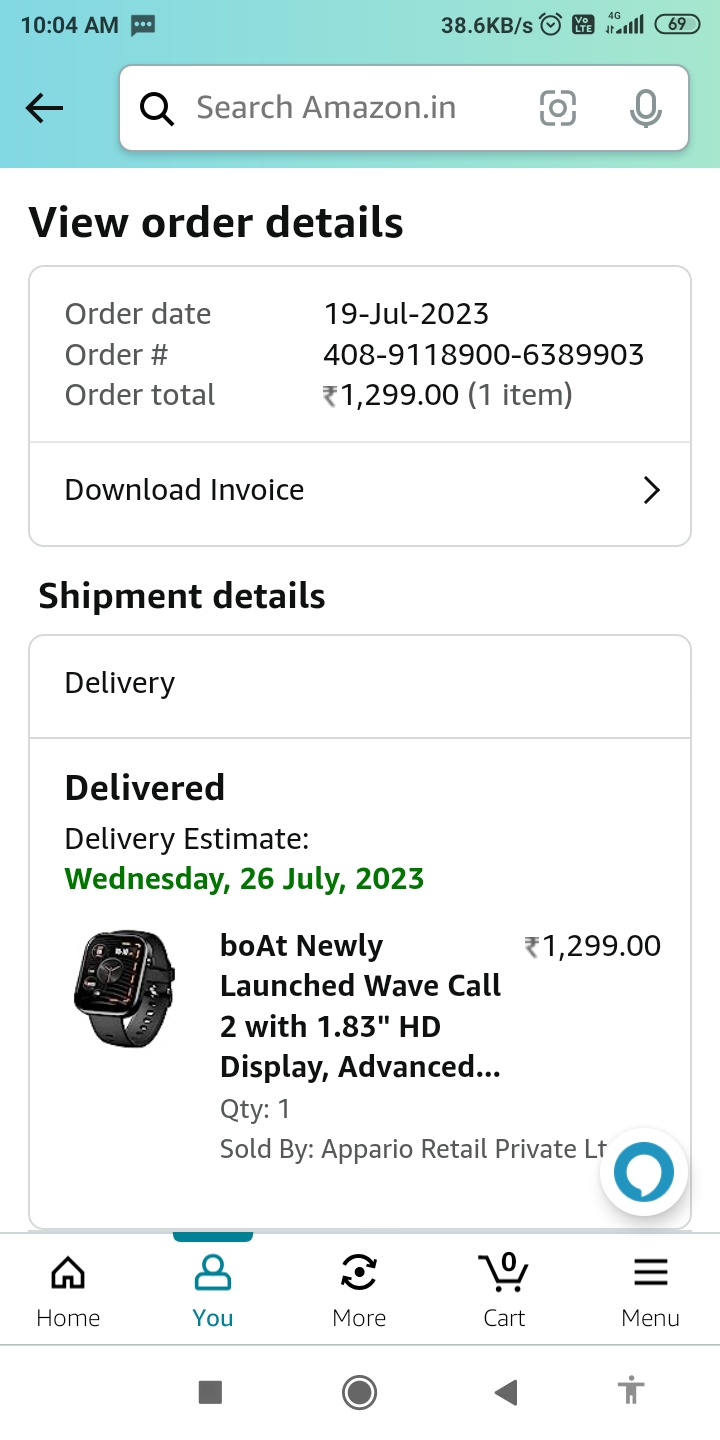 10:04 AM
38.6KB/s Vo LTE 4G 69
Search Amazon.in
View order details
Order date 19-Jul-2023
Order # 408-9118900-6389903
Order total ₹1,299.00 (1 item)
Download Invoice
Shipment details
Delivery
Delivered
Delivery Estimate:
Wednesday, 26 July, 2023
boAt Newly ₹1,299.00
Launched Wave Call
2 with 1.83" HD
Display, Advanced...
Qty: 1
Sold By: Appario Retail Private Lt
0
Home You More Cart Menu